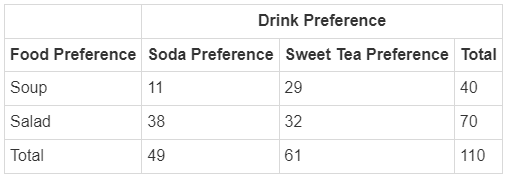 Drink Preference
Food Preference Soda Preference Sweet Tea Preference Total
Soup 11 29 40
Salad 38 32 70
Total 49 61 110